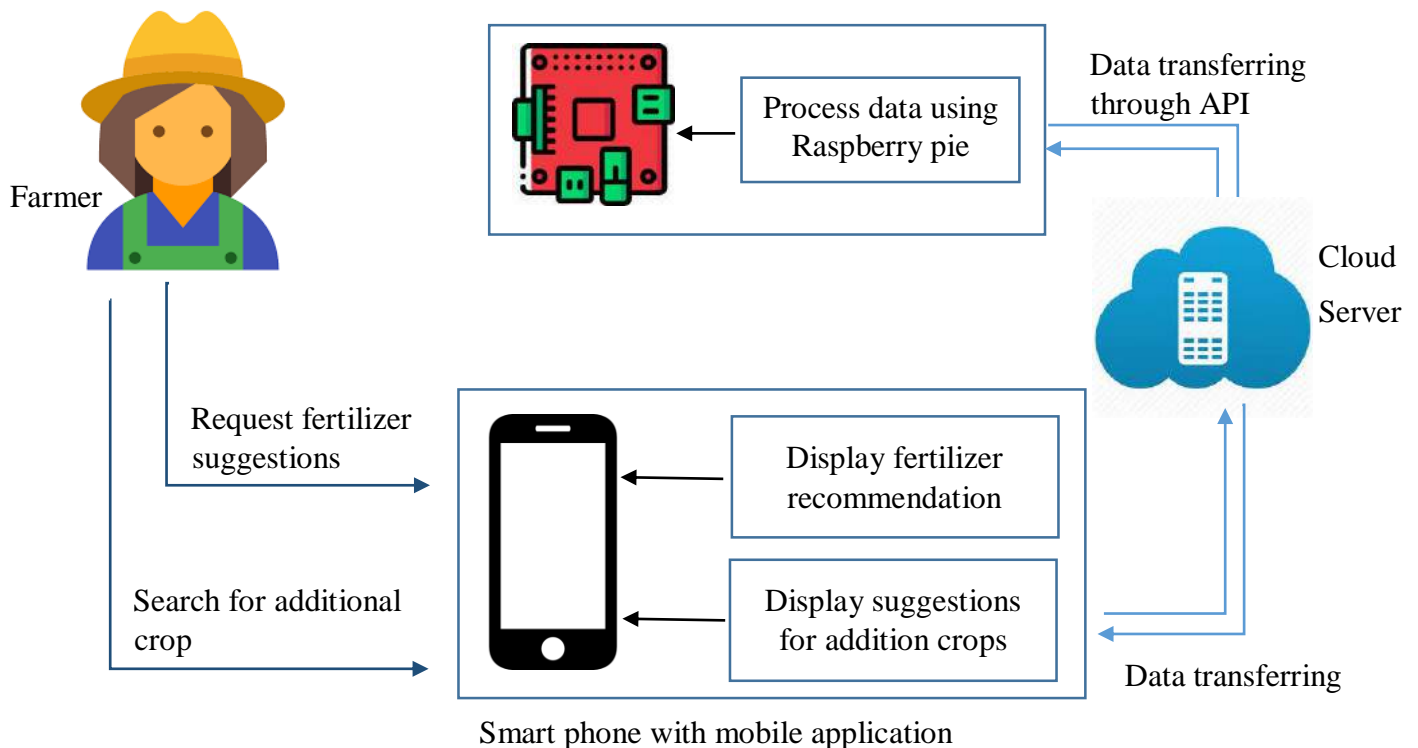 Farmer
Process data using
Raspberry pie
Data transferring
through API
Cloud
Server
Request fertilizer
suggestions
Search for additional
crop
Display fertilizer
recommendation
Display suggestions
for addition crops
Data transferring
Smart phone with mobile application